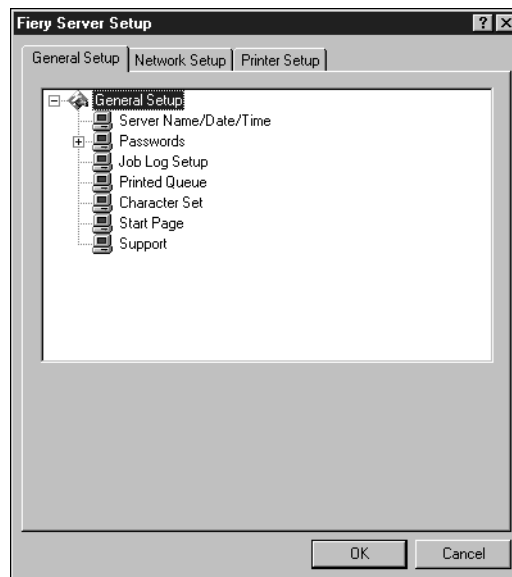 Fiery Server Setup
General Setup Network Setup Printer Setup
General Setup
Server Name/Date/Time
Passwords
Job Log Setup
Printed Queue
Character Set
Start Page
Support
OK Cancel